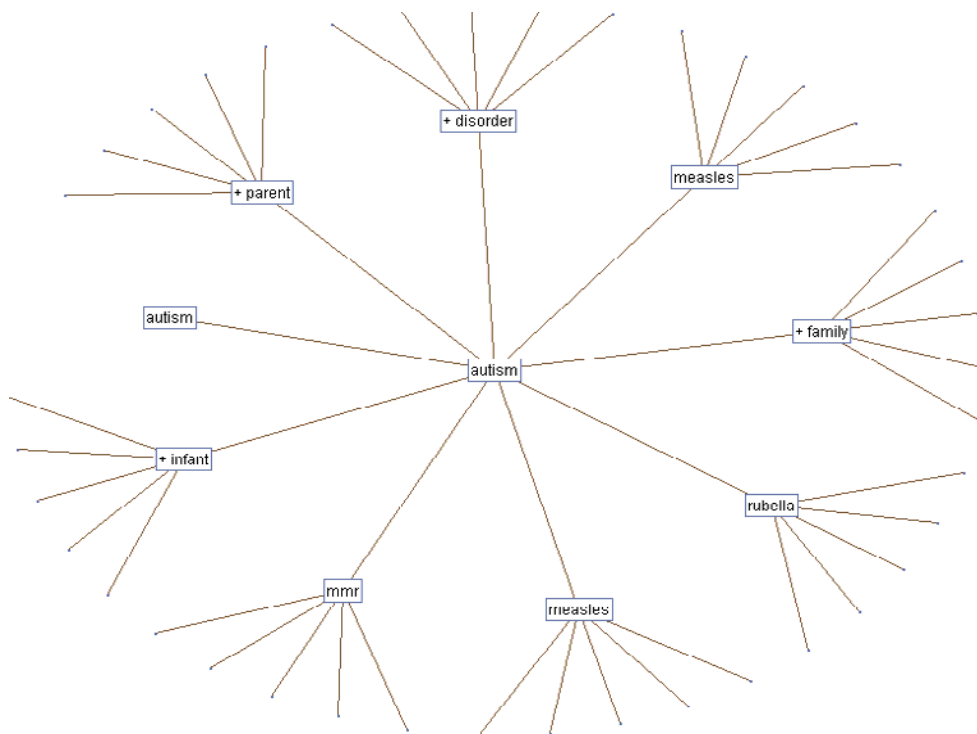 + disorder
measles
+ parent
autism
+ family
autism
+ infant
rubella
mmr
measles